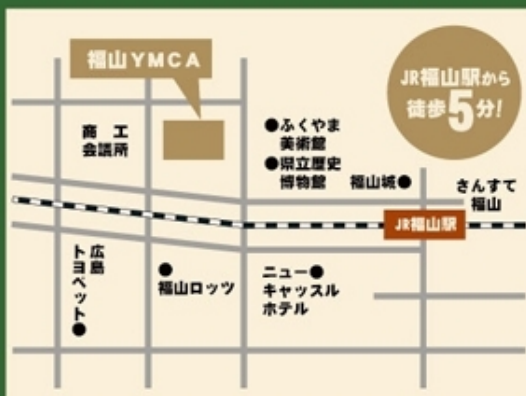 福山YMCA
JR福山駅から
徒歩5分!
商 工
会議所
●ふくやま
美術館
●県立歴史
博物館
福山城●
さんすて
福山
JR福山駅
広島
トヨペット●
●
福山ロッツ
ニュー●
キャッスル
ホテル